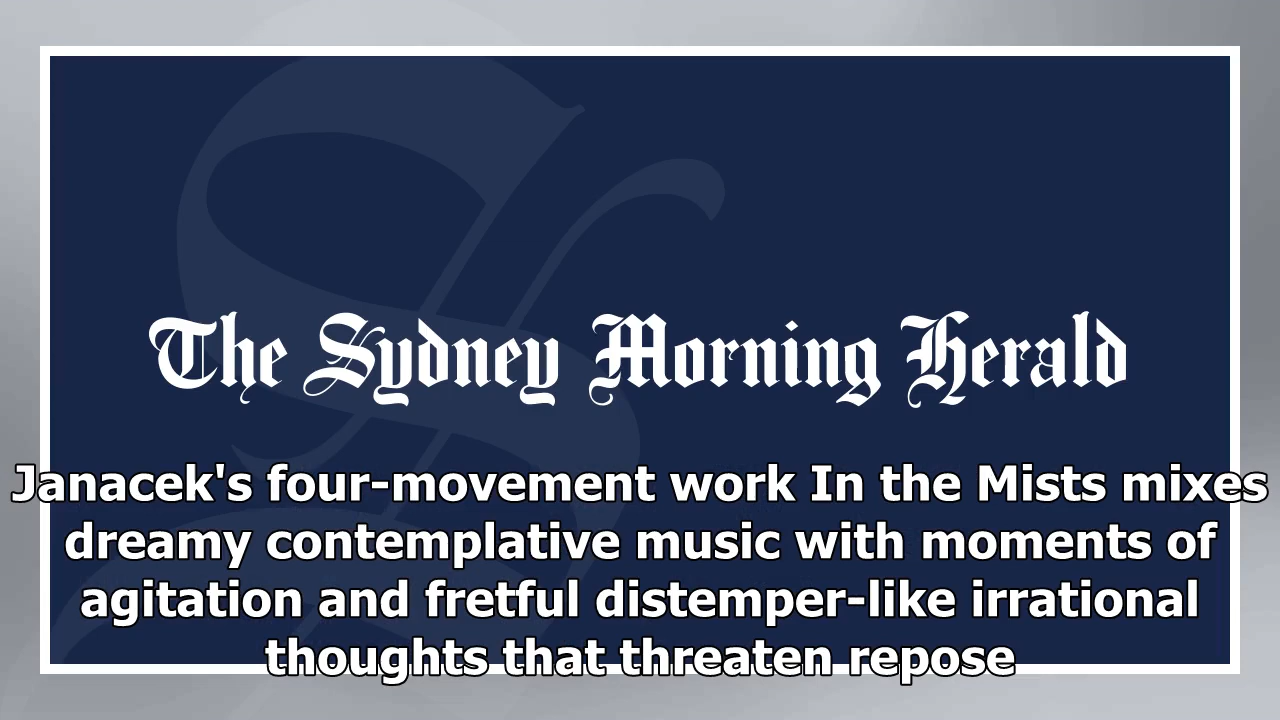 The Sydney Morning Herald
Janacek's four-movement work In the Mists mixes
dreamy contemplative music with moments of
agitation and fretful distemper-like irrational
thoughts that threaten repose